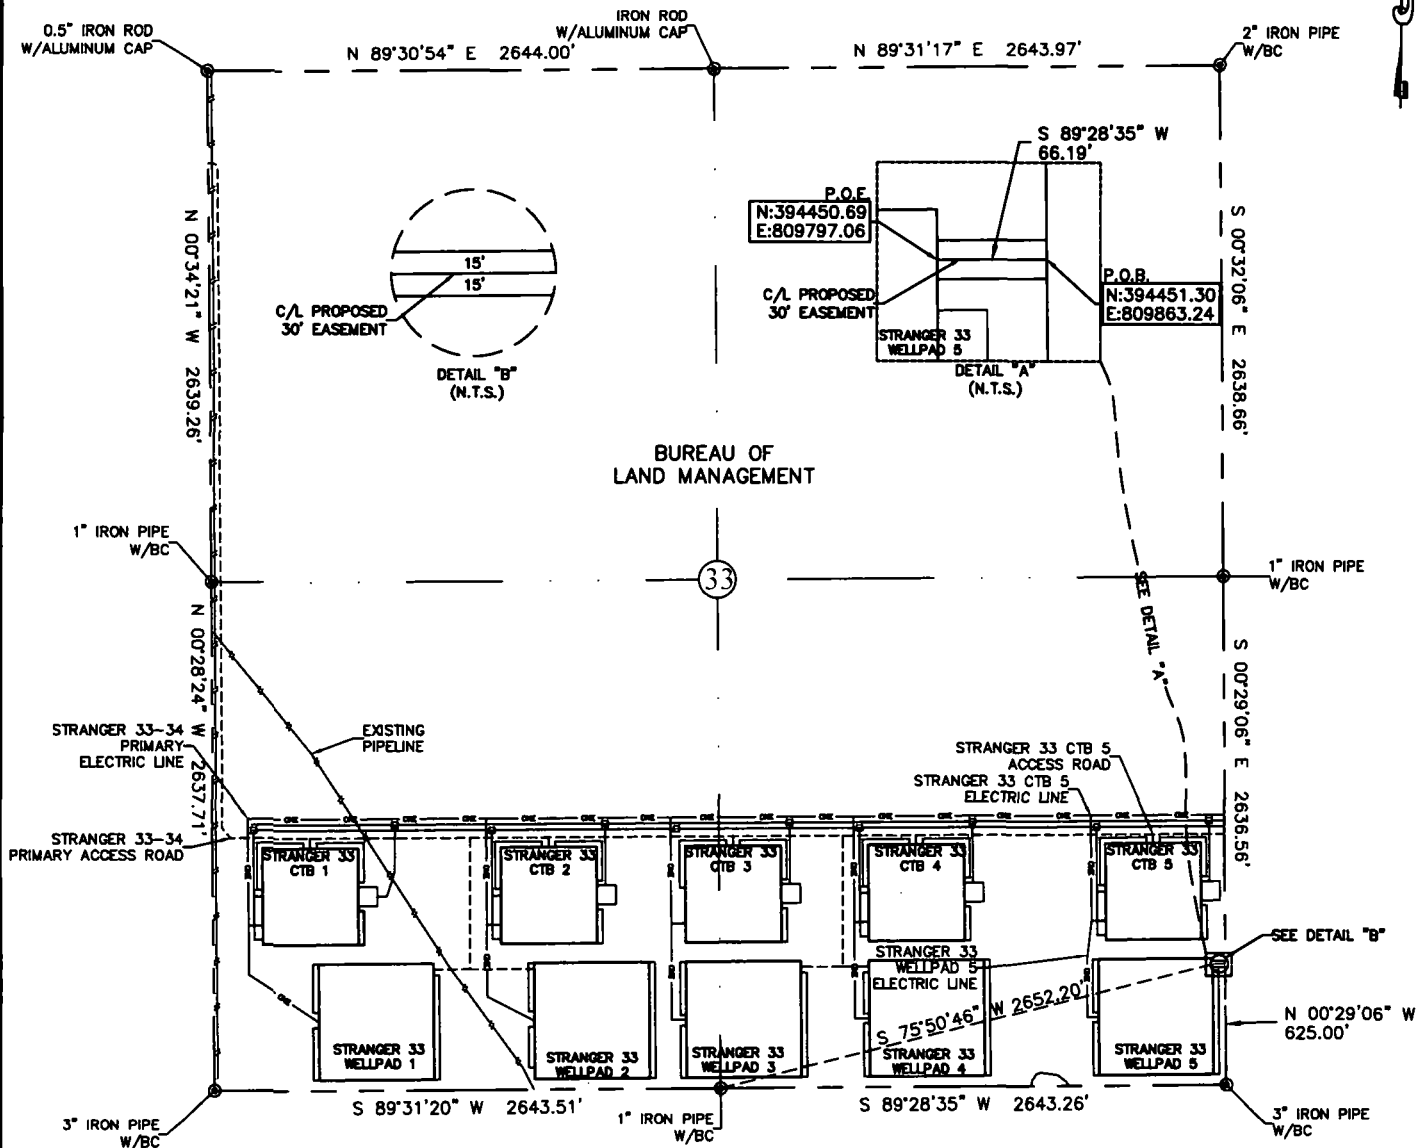 0.5" IRON ROD
W/ALUMINUM CAP
N 89°30'54" E 2644.00'
IRON ROD
W/ALUMINUM CAP
N 89°31'17" E 2643.97'
2" IRON PIPE
W/BC
S 89°28'35" W
66.19'
P.O.E.
N:394450.69
E:809797.06
P.O.B.
N:394451.30
E:809863.24
C/L PROPOSED
30' EASEMENT
STRANGER 33
WELLPAD 5
DETAIL "A"
(N.T.S.)
15'
15'
C/L PROPOSED
30' EASEMENT
DETAIL "B"
(N.T.S.)
N 00°34'21" W 2639.26'
S 00°32'06" E 2638.66'
BUREAU OF
LAND MANAGEMENT
1" IRON PIPE
W/BC
33
1" IRON PIPE
W/BC
SEE DETAIL "A"
N 00°28'24" W 2637.71'
S 00°29'06" E 2636.56'
STRANGER 33-34
PRIMARY
ELECTRIC LINE
EXISTING
PIPELINE
STRANGER 33 CTB 5
ACCESS ROAD
STRANGER 33 CTB 5
ELECTRIC LINE
STRANGER 33-34
PRIMARY ACCESS ROAD
OHE OHE OHE OHE OHE OHE OHE OHE
STRANGER 33
CTB 1
STRANGER 33
CTB 2
STRANGER 33
CTB 3
STRANGER 33
CTB 4
STRANGER 33
CTB 5
SEE DETAIL "B"
STRANGER 33
WELLPAD 5
ELECTRIC LINE
S 75°50'46" W 2652.20'
N 00°29'06" W
625.00'
STRANGER 33
WELLPAD 1
STRANGER 33
WELLPAD 2
STRANGER 33
WELLPAD 3
STRANGER 33
WELLPAD 4
STRANGER 33
WELLPAD 5
3" IRON PIPE
W/BC
S 89°31'20" W 2643.51'
1" IRON PIPE
W/BC
S 89°28'35" W 2643.26'
3" IRON PIPE
W/BC